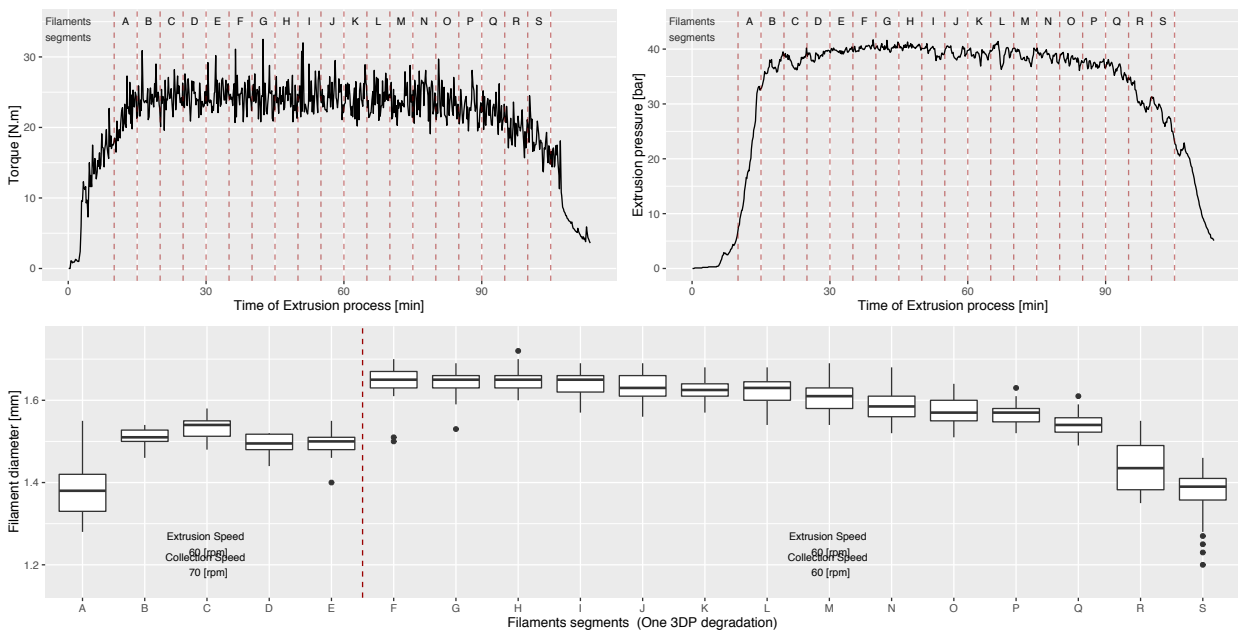 Filaments
segments
A B C D E F G H I J K L M N O P Q R S
Torque [N.m]
30
20
10
0
0 30 60 90
Time of Extrusion process [min]
Filaments
segments
A B C D E F G H I J K L M N O P Q R S
Extrusion pressure [bar]
40
30
20
10
0
0 30 60 90
Time of Extrusion process [min]
Filament diameter [mm]
1.6
1.4
1.2
Extrusion Speed
60 [rpm]
Collection Speed
70 [rpm]
Extrusion Speed
60 [rpm]
Collection Speed
60 [rpm]
A B C D E F G H I J K L M N O P Q R S
Filaments segments (One 3DP degradation)